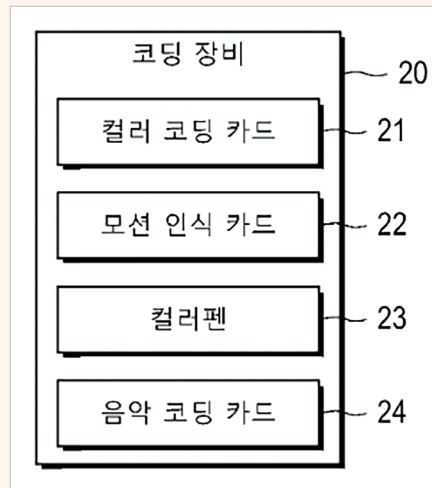 코딩 장비
20
컬러 코딩 카드
21
모션 인식 카드
22
컬러펜
23
음악 코딩 카드
24